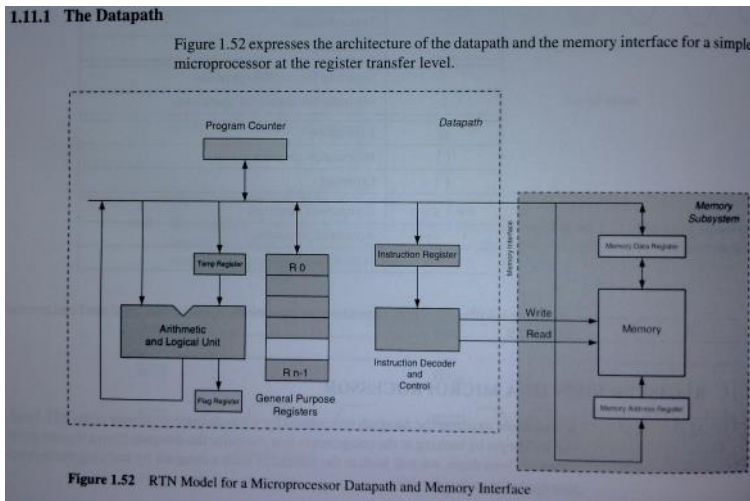 1.11.1 The Datapath
Figure 1.52 expresses the architecture of the datapath and the memory interface for a simple
microprocessor at the register transfer level.
Program Counter
Datapath
Memory
Subsystem
Memory Data Register
Memory Interface
Temp Register
R 0
Instruction Register
Arithmetic
and Logical Unit
Write
Read
Memory
R n-1
Instruction Decoder
and
Control
Flag Register
General Purpose
Registers
Memory Address Register
Figure 1.52 RTN Model for a Microprocessor Datapath and Memory Interface